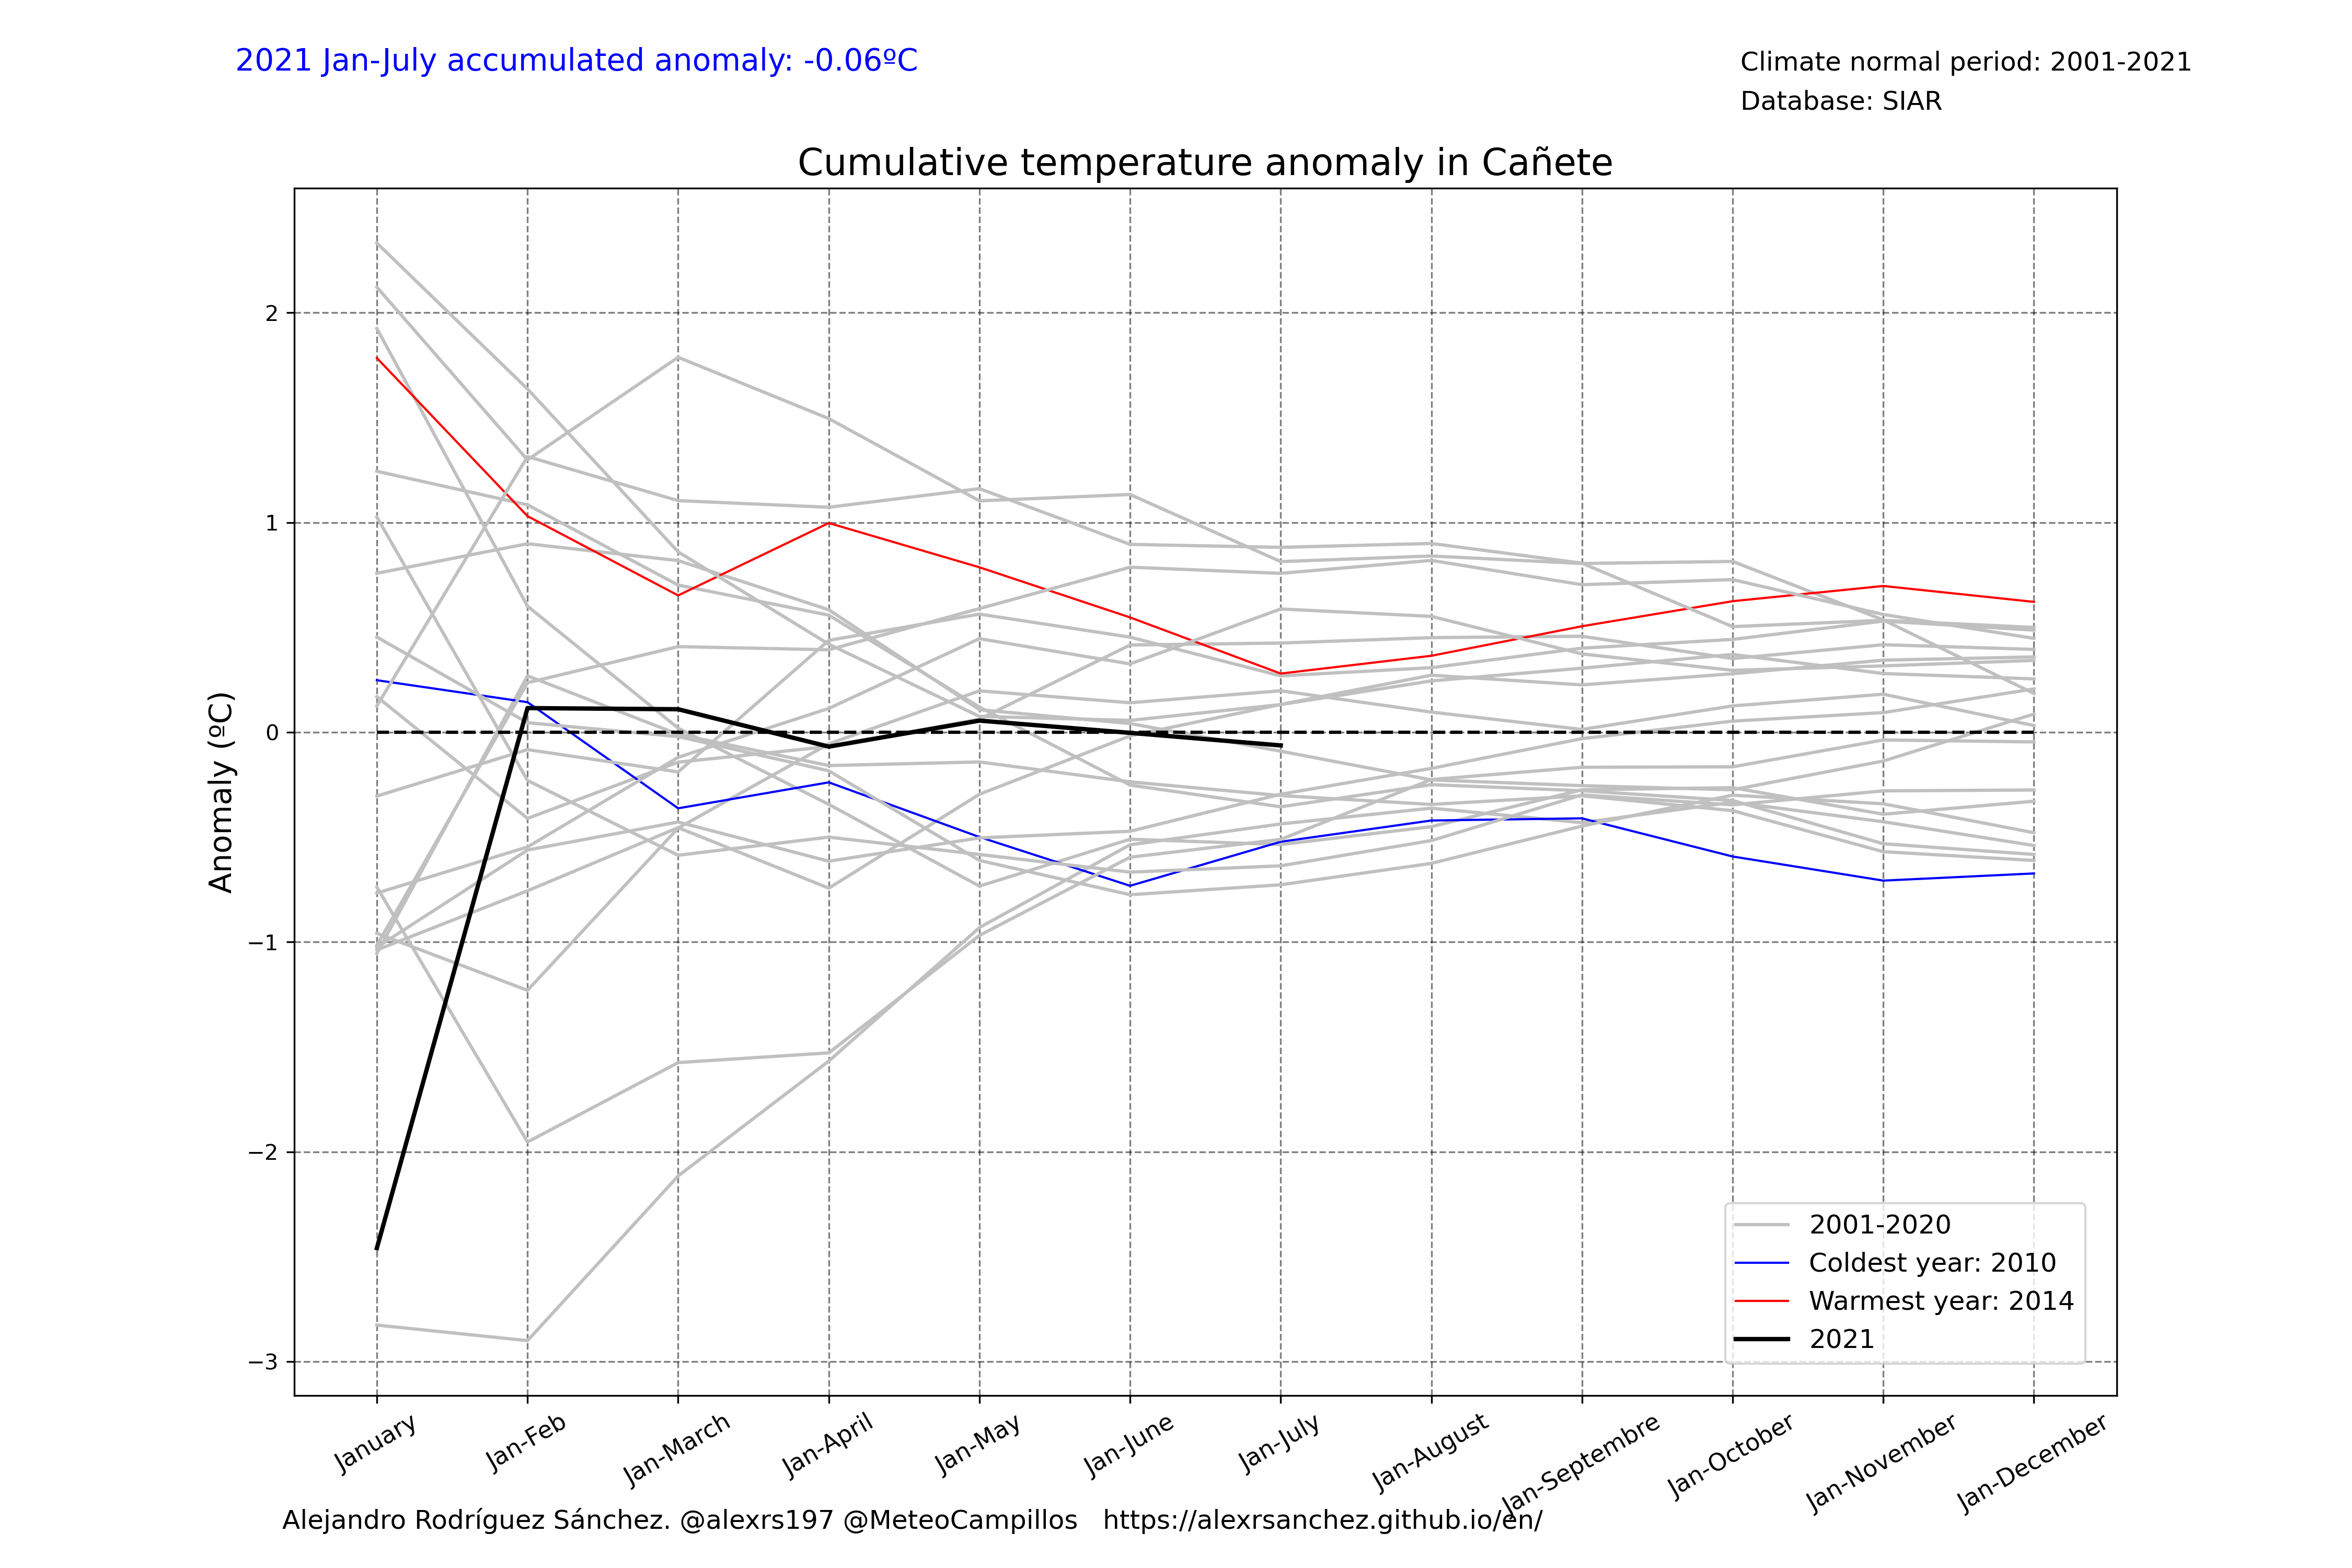 2021 Jan-July accumulated anomaly: -0.06ºC
Climate normal period: 2001-2021
Database: SIAR
Cumulative temperature anomaly in Cañete
Anomaly (ºC)
2
1
0
−1
−2
−3
January
Jan-Feb
Jan-March
Jan-April
Jan-May
Jan-June
Jan-July
Jan-August
Jan-Septembre
Jan-October
Jan-November
Jan-December
2001-2020
Coldest year: 2010
Warmest year: 2014
2021
Alejandro Rodríguez Sánchez. @alexrs197 @MeteoCampillos   https://alexrsanchez.github.io/en/